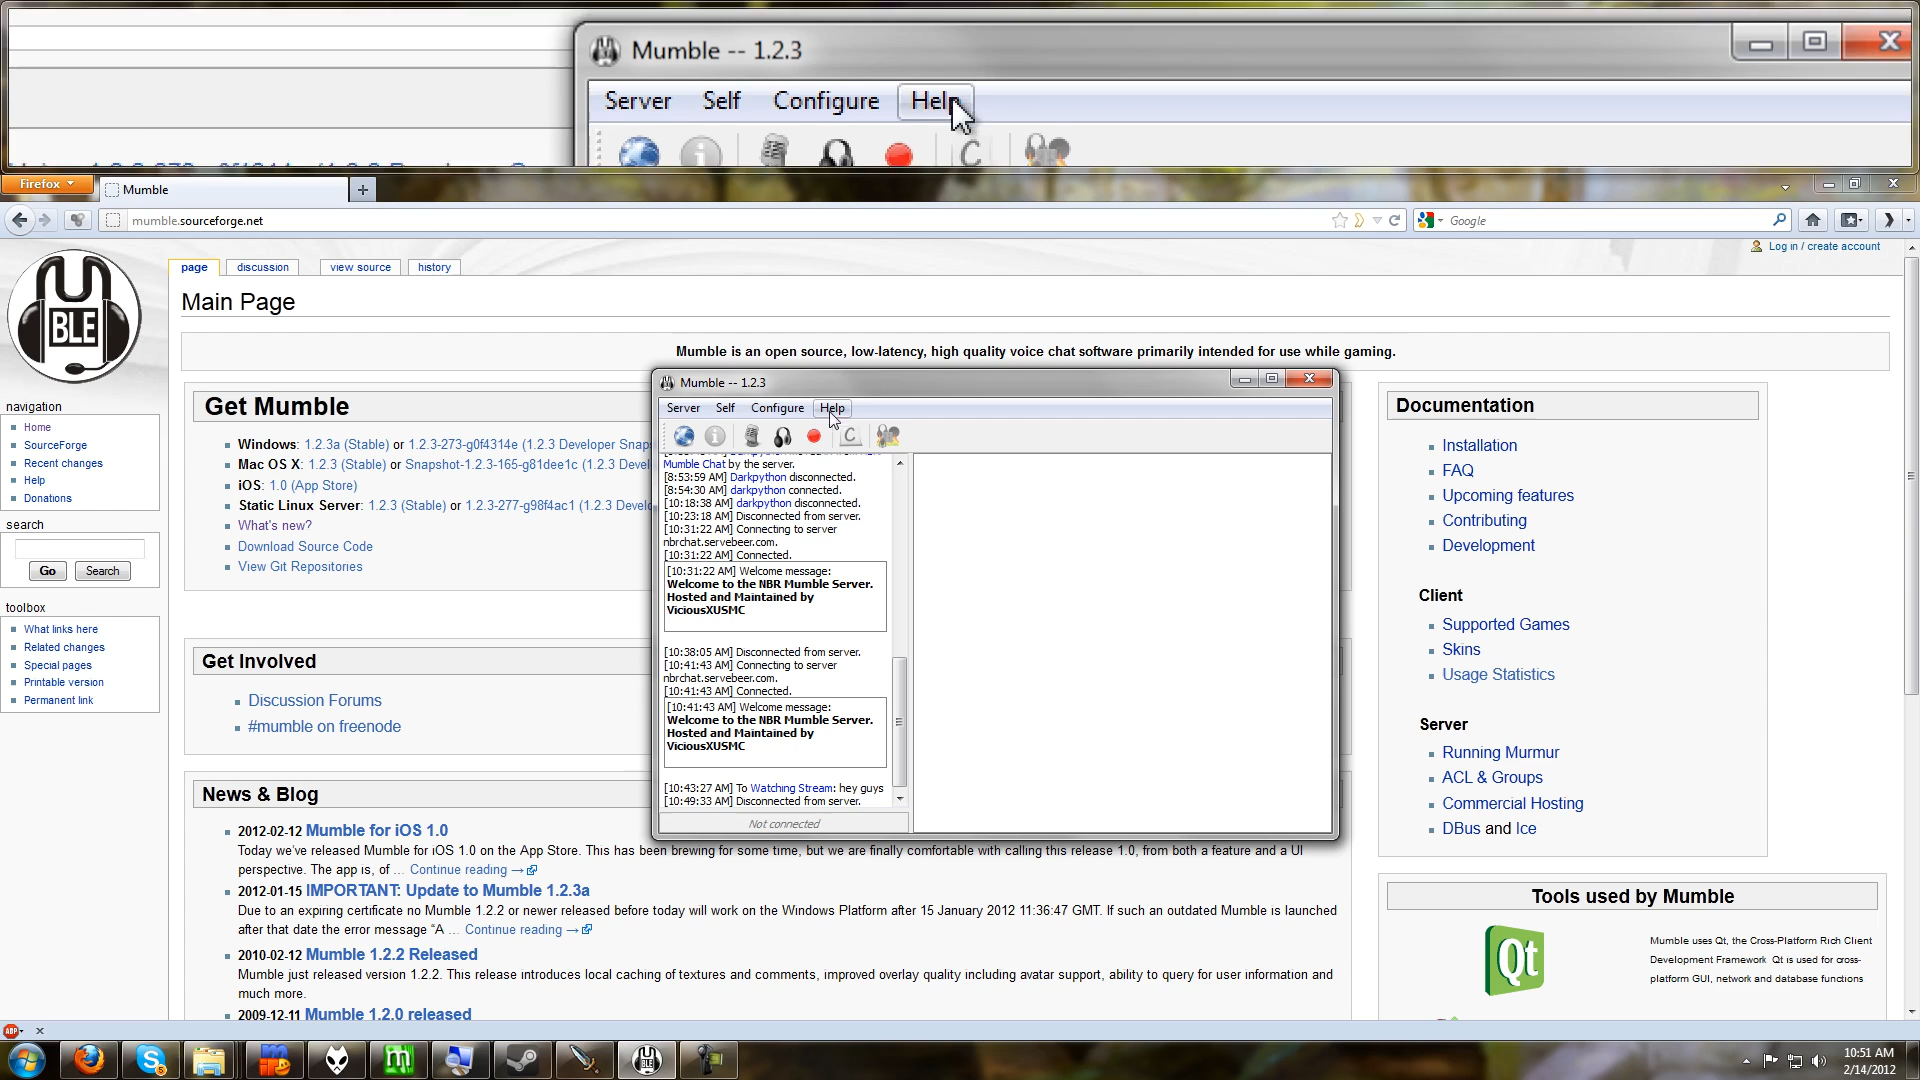 Mumble -- 1.2.3
Server Self Configure Help
C
Firefox
Mumble
mumble.sourceforge.net
Google
Log in / create account
page discussion view source history
BLE
Main Page
Mumble is an open source, low-latency, high quality voice chat software primarily intended for use while gaming.
navigation
Home
SourceForge
Recent changes
Help
Donations
search
Go Search
toolbox
What links here
Related changes
Special pages
Printable version
Permanent link
Get Mumble
Windows: 1.2.3a (Stable) or 1.2.3-273-g0f4314e (1.2.3 Developer Snaps
Mac OS X: 1.2.3 (Stable) or Snapshot-1.2.3-165-g81dee1c (1.2.3 Devel
iOS: 1.0 (App Store)
Static Linux Server: 1.2.3 (Stable) or 1.2.3-277-g98f4ac1 (1.2.3 Develo
What's new?
Download Source Code
View Git Repositories
Get Involved
Discussion Forums
#mumble on freenode
News & Blog
2012-02-12 Mumble for iOS 1.0
Today we've released Mumble for iOS 1.0 on the App Store. This has been brewing for some time, but we are finally comfortable with calling this release 1.0, from both a feature and a UI
perspective. The app is, of ... Continue reading →
2012-01-15 IMPORTANT: Update to Mumble 1.2.3a
Due to an expiring certificate no Mumble 1.2.2 or newer released before today will work on the Windows Platform after 15 January 2012 11:36:47 GMT. If such an outdated Mumble is launched
after that date the error message “A ... Continue reading →
2010-02-12 Mumble 1.2.2 Released
Mumble just released version 1.2.2. This release introduces local caching of textures and comments, improved overlay quality including avatar support, ability to query for user information and
much more.
2009-12-11 Mumble 1.2.0 released
Mumble -- 1.2.3
Server Self Configure Help
C
Mumble Chat by the server.
[8:53:59 AM] Darkpython disconnected.
[8:54:30 AM] darkpython connected.
[10:18:38 AM] darkpython disconnected.
[10:23:18 AM] Disconnected from server.
[10:31:22 AM] Connecting to server
nbrchat.servebeer.com.
[10:31:22 AM] Connected.
[10:31:22 AM] Welcome message:
Welcome to the NBR Mumble Server.
Hosted and Maintained by
ViciousXUSMC
[10:38:05 AM] Disconnected from server.
[10:41:43 AM] Connecting to server
nbrchat.servebeer.com.
[10:41:43 AM] Connected.
[10:41:43 AM] Welcome message:
Welcome to the NBR Mumble Server.
Hosted and Maintained by
ViciousXUSMC
[10:43:27 AM] To Watching Stream: hey guys
[10:49:33 AM] Disconnected from server.
Not connected
Documentation
Installation
FAQ
Upcoming features
Contributing
Development
Client
Supported Games
Skins
Usage Statistics
Server
Running Murmur
ACL & Groups
Commercial Hosting
DBus and Ice
Tools used by Mumble
Qt
Mumble uses Qt, the Cross-Platform Rich Client
Development Framework Qt is used for cross-
platform GUI, network and database functions
ABP
10:51 AM
2/14/2012